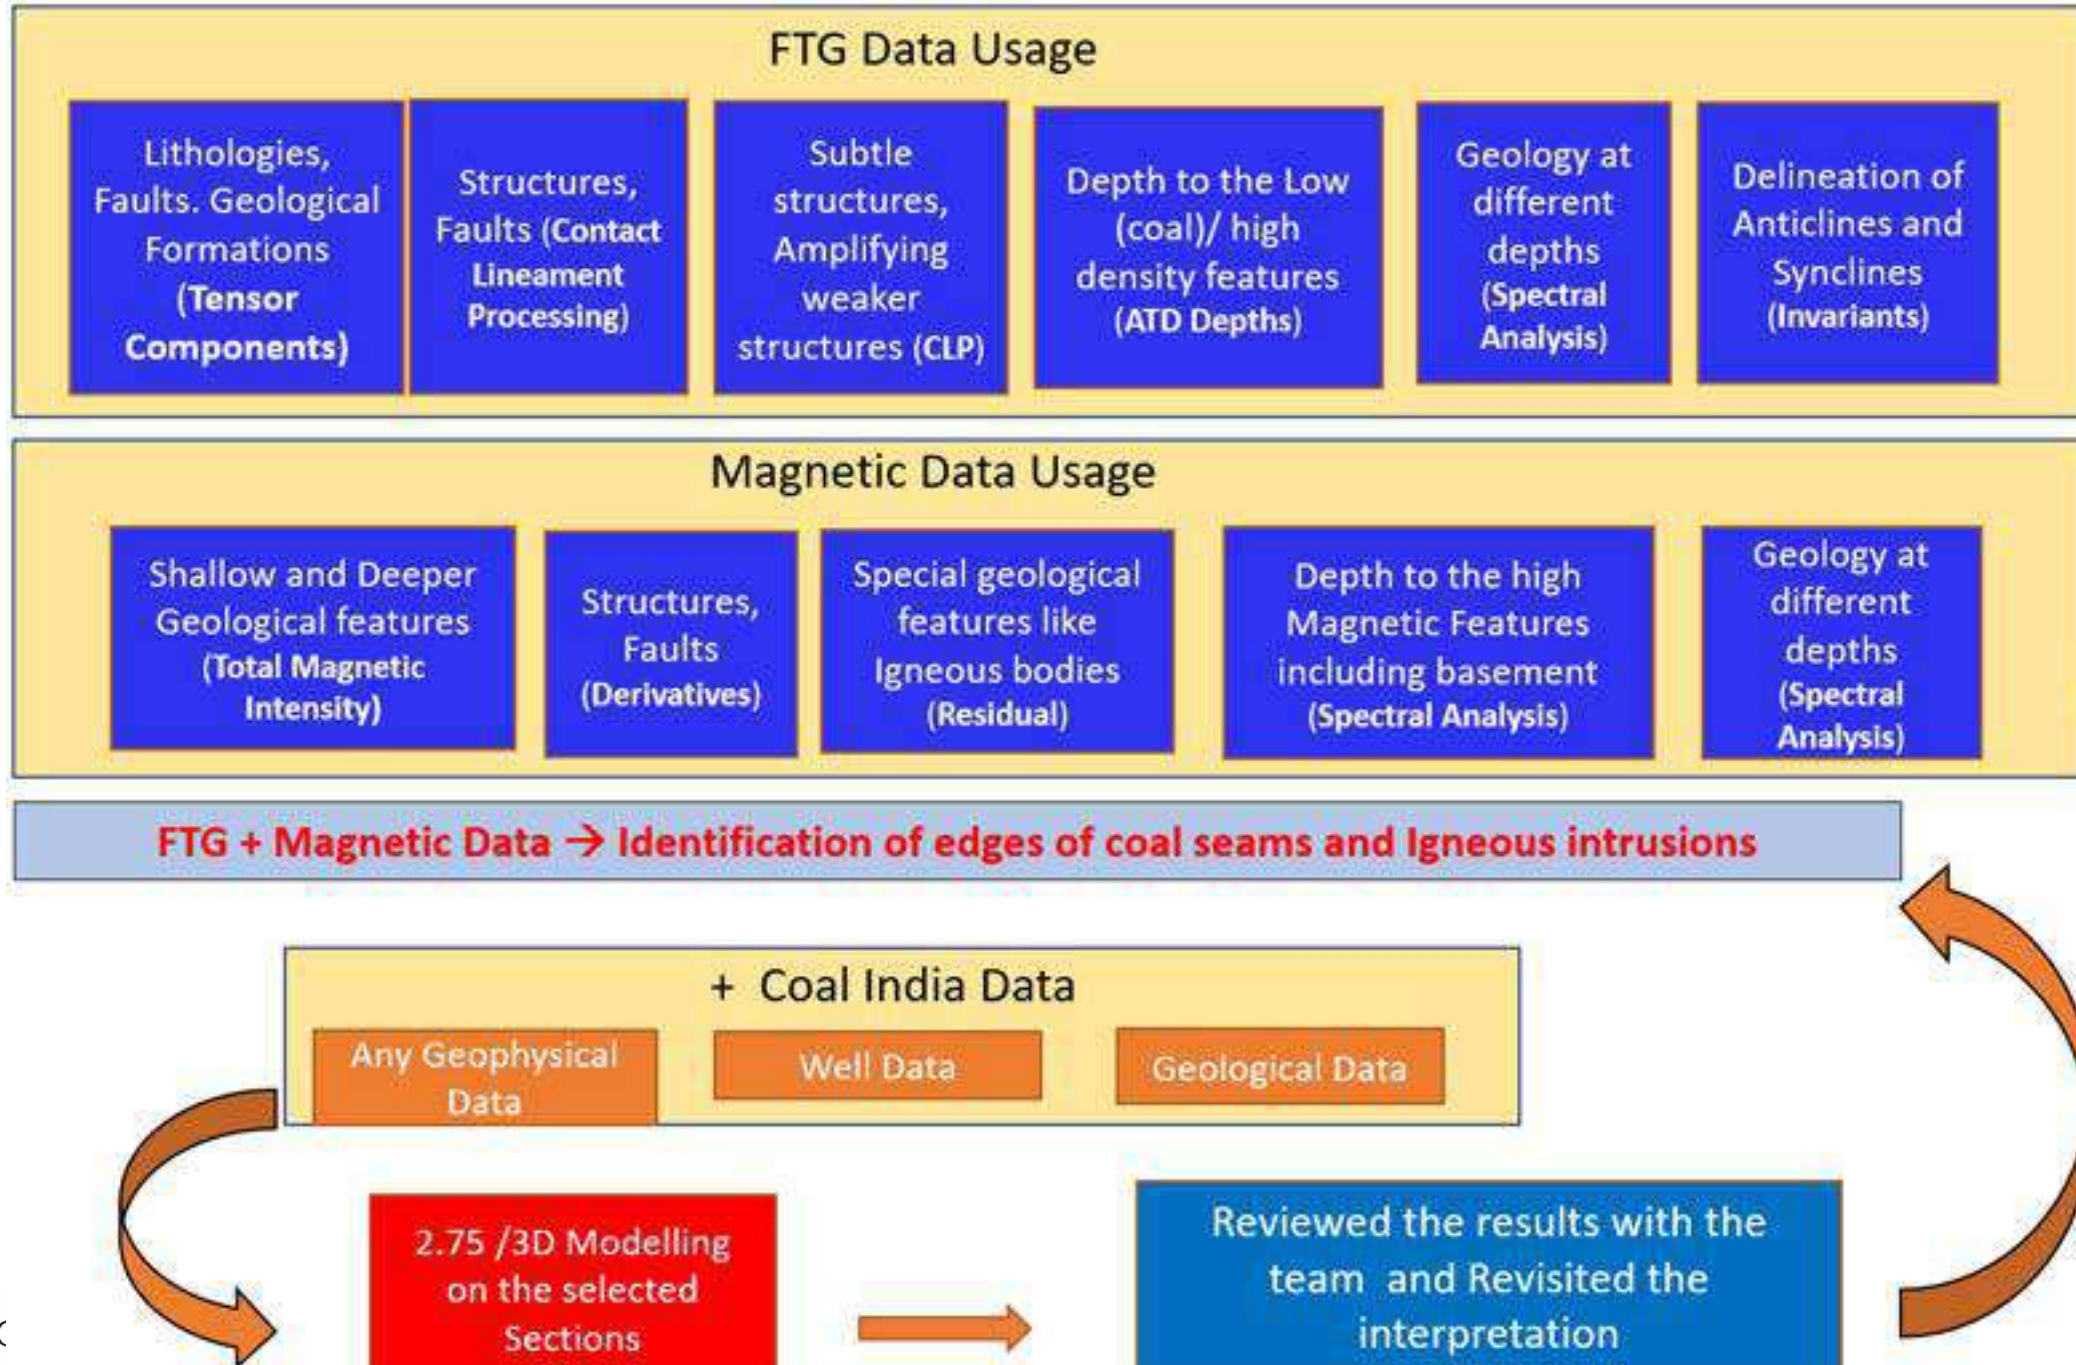 FTG Data Usage
Lithologies,
Faults. Geological
Formations
(Tensor
Components)
Structures,
Faults (Contact
Lineament
Processing)
Subtle
structures,
Amplifying
weaker
structures (CLP)
Depth to the Low
(coal)/ high
density features
(ATD Depths)
Geology at
different
depths
(Spectral
Analysis)
Delineation of
Anticlines and
Synclines
(Invariants)
Magnetic Data Usage
Shallow and Deeper
Geological features
(Total Magnetic
Intensity)
Structures,
Faults
(Derivatives)
Special geological
features like
Igneous bodies
(Residual)
Depth to the high
Magnetic Features
including basement
(Spectral Analysis)
Geology at
different
depths
(Spectral
Analysis)
FTG + Magnetic Data → Identification of edges of coal seams and Igneous intrusions
+ Coal India Data
Any Geophysical
Data
Well Data
Geological Data
2.75 /3D Modelling
on the selected
Sections
Reviewed the results with the
team and Revisited the
interpretation